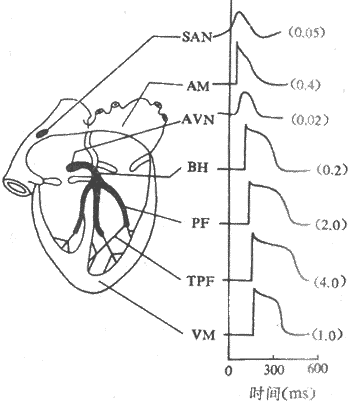 SAN (0.05)
AM (0.4)
AVN (0.02)
BH (0.2)
PF (2.0)
TPF (4.0)
VM (1.0)
0 300 600
时间(ms)